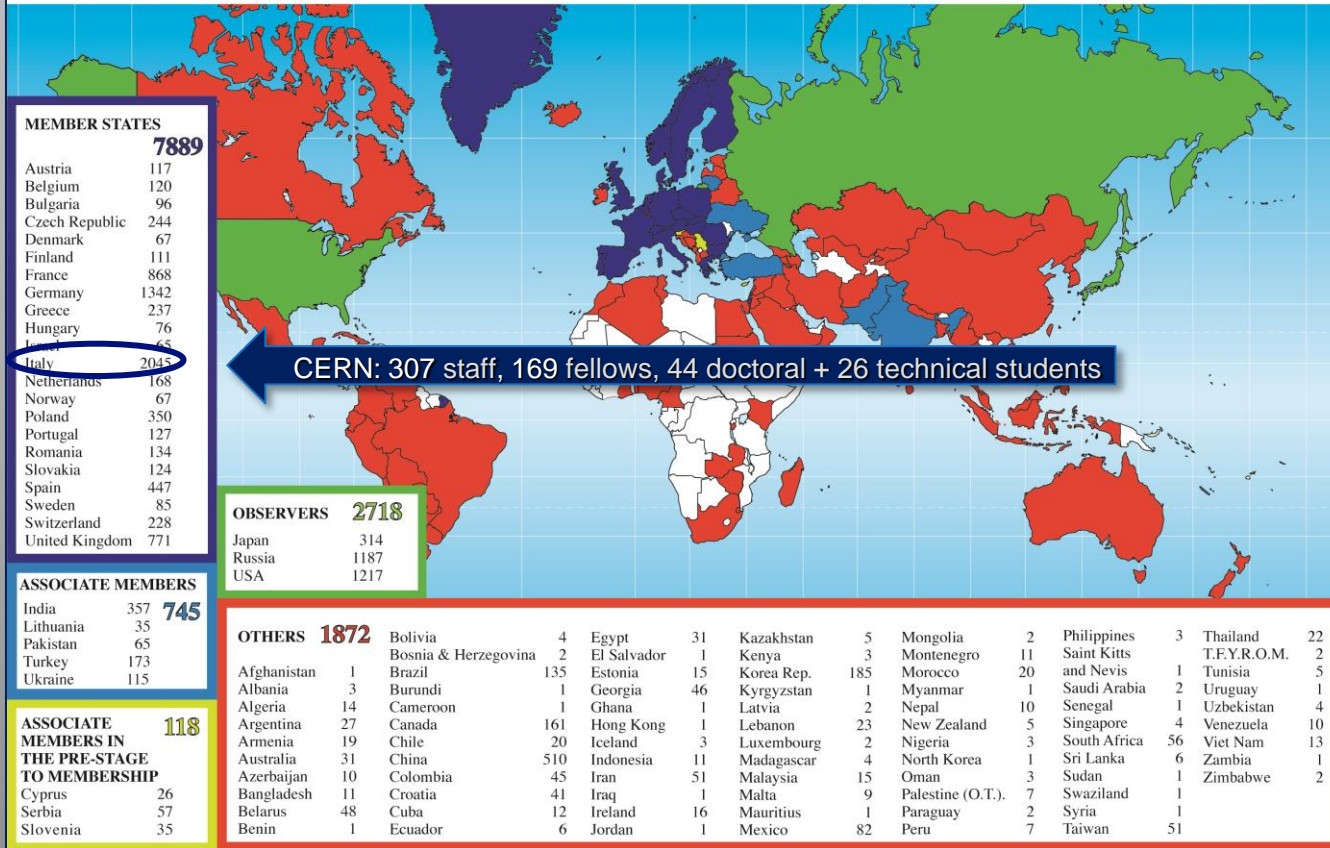 MEMBER STATES
7889
Austria 117
Belgium 120
Bulgaria 96
Czech Republic 244
Denmark 67
Finland 111
France 868
Germany 1342
Greece 237
Hungary 76
Israel 65
Italy 2045
Netherlands 168
Norway 67
Poland 350
Portugal 127
Romania 134
Slovakia 124
Spain 447
Sweden 85
Switzerland 228
United Kingdom 771
CERN: 307 staff, 169 fellows, 44 doctoral + 26 technical students
OBSERVERS 2718
Japan 314
Russia 1187
USA 1217
ASSOCIATE MEMBERS
745
India 357
Lithuania 35
Pakistan 65
Turkey 173
Ukraine 115
ASSOCIATE 118
MEMBERS IN
THE PRE-STAGE
TO MEMBERSHIP
Cyprus 26
Serbia 57
Slovenia 35
OTHERS 1872
Afghanistan 1
Albania 3
Algeria 14
Argentina 27
Armenia 19
Australia 31
Azerbaijan 10
Bangladesh 11
Belarus 48
Benin 1
Bolivia 4
Bosnia & Herzegovina 2
Brazil 135
Burundi 1
Cameroon 1
Canada 161
Chile 20
China 510
Colombia 45
Croatia 41
Cuba 12
Ecuador 6
Egypt 31
El Salvador 1
Estonia 15
Georgia 46
Ghana 1
Hong Kong 1
Iceland 3
Indonesia 11
Iran 51
Iraq 1
Ireland 16
Jordan 1
Kazakhstan 5
Kenya 3
Korea Rep. 185
Kyrgyzstan 1
Latvia 2
Lebanon 23
Luxembourg 2
Madagascar 4
Malaysia 15
Malta 9
Mauritius 1
Mexico 82
Mongolia 2
Montenegro 11
Morocco 20
Myanmar 1
Nepal 10
New Zealand 5
Nigeria 3
North Korea 1
Oman 3
Palestine (O.T.). 7
Paraguay 2
Peru 7
Philippines 3
Saint Kitts
and Nevis 1
Saudi Arabia 2
Senegal 1
Singapore 4
South Africa 56
Sri Lanka 6
Sudan 1
Swaziland 1
Syria 1
Taiwan 51
Thailand 22
T.F.Y.R.O.M. 2
Tunisia 5
Uruguay 1
Uzbekistan 4
Venezuela 10
Viet Nam 13
Zambia 1
Zimbabwe 2